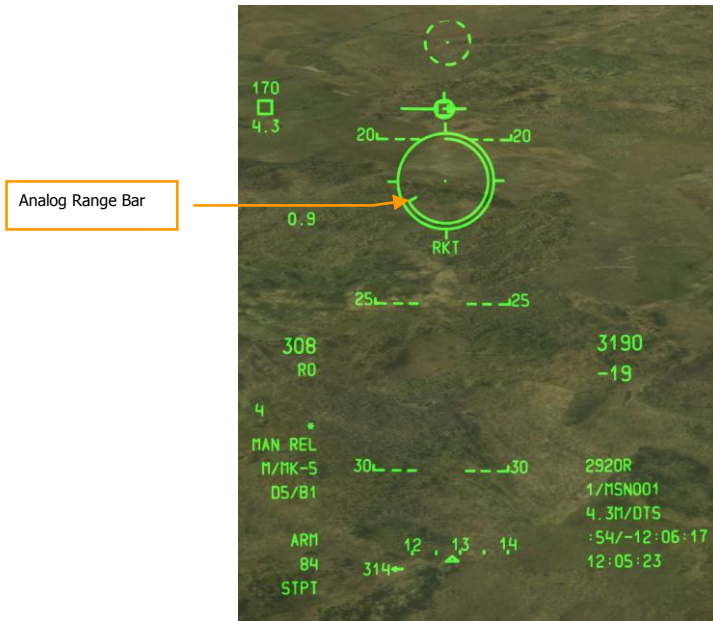 Analog Range Bar
170
4.3
20 20
0.9
RKT
25 25
308
RO
3190
-19
4
*
MAN REL
M/MK-5
D5/B1
30 30
2920R
1/MSN001
4.3M/DTS
:54/-12:06:17
12:05:23
ARM
84
STPT
12 . 13 . 14
314←